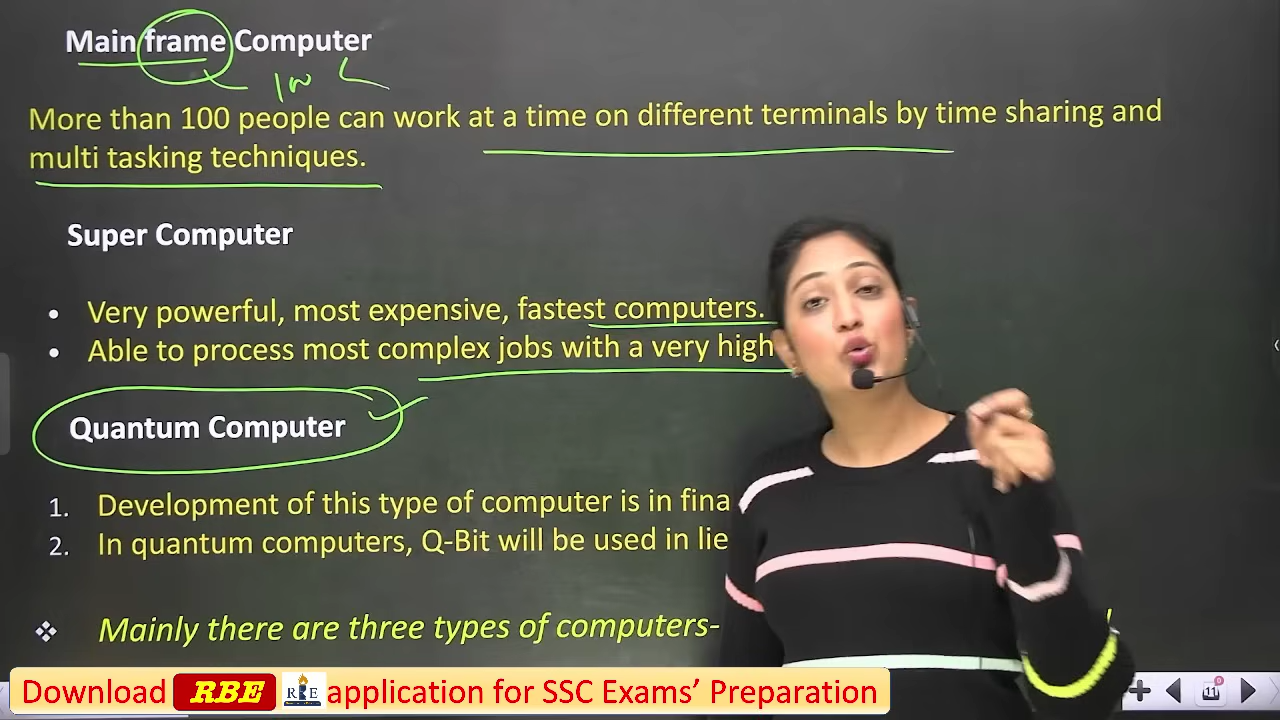 Main frame Computer
100
More than 100 people can work at a time on different terminals by time sharing and
multi tasking techniques.
Super Computer
• Very powerful, most expensive, fastest computers.
• Able to process most complex jobs with a very high
Quantum Computer
1. Development of this type of computer is in fina
2. In quantum computers, Q-Bit will be used in lie
❖ Mainly there are three types of computers-
Download RBE RBE application for SSC Exams’ Preparation
11